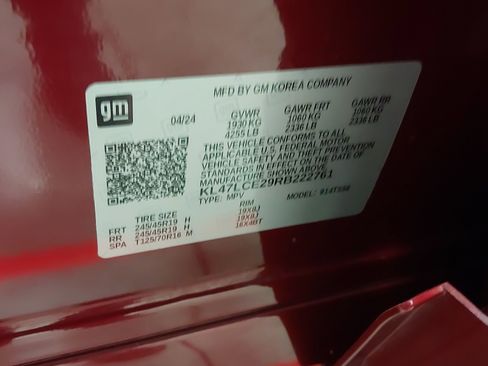 gm
MFD BY GM KOREA COMPANY
04/24 GVWR GAWR FRT GAWR RR
1930 KG 1060 KG 1060 KG
4255 LB 2336 LB 2336 LB
THIS VEHICLE CONFORMS TO ALL
APPLICABLE U.S. FEDERAL MOTOR
VEHICLE SAFETY AND THEFT
PREVENTION STANDARDS
IN EFFECT ON THE DATE OF
MANUFACTURE SHOWN ABOVE.
KL47LCE29RB222761
TYPE: MPV MODEL:
TIRE SIZE RIM
FRT 245/45R19 H 19X8J
RR 245/45R19 H 19X8J
SPA T125/70R16 M 16X4BT